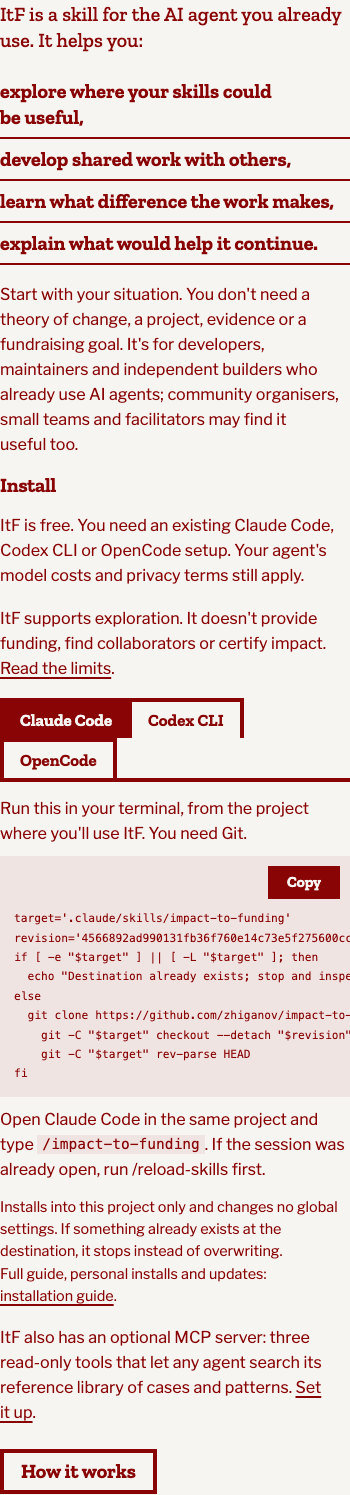 ItF is a skill for the AI agent you already
use. It helps you:
explore where your skills could
be useful,
develop shared work with others,
learn what difference the work makes,
explain what would help it continue.
Start with your situation. You don't need a
theory of change, a project, evidence or a
fundraising goal. It's for developers,
maintainers and independent builders who
already use AI agents; community organisers,
small teams and facilitators may find it
useful too.
Install
ItF is free. You need an existing Claude Code,
Codex CLI or OpenCode setup. Your agent's
model costs and privacy terms still apply.
ItF supports exploration. It doesn't provide
funding, find collaborators or certify impact.
Read the limits.
Claude Code
Codex CLI
OpenCode
Run this in your terminal, from the project
where you'll use ItF. You need Git.
Copy
target='.claude/skills/impact-to-funding'
revision='4566892ad990131fb36f760e14c73e5f275600cc
if [ -e "$target" ] || [ -L "$target" ]; then
echo "Destination already exists; stop and inspe
else
git clone https://github.com/zhiganov/impact-to-
git -C "$target" checkout --detach "$revision"
git -C "$target" rev-parse HEAD
fi
Open Claude Code in the same project and
type /impact-to-funding. If the session was
already open, run /reload-skills first.
Installs into this project only and changes no global
settings. If something already exists at the
destination, it stops instead of overwriting.
Full guide, personal installs and updates:
installation guide.
ItF also has an optional MCP server: three
read-only tools that let any agent search its
reference library of cases and patterns. Set
it up.
How it works